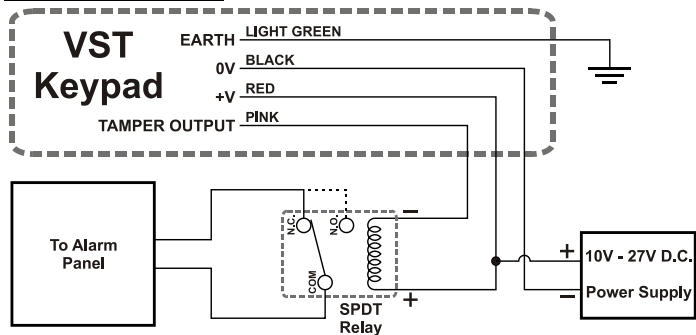 VST
Keypad
EARTH LIGHT GREEN
0V BLACK
+V RED
TAMPER OUTPUT PINK
To Alarm
Panel
N.C.
N.O.
COM
–
+
SPDT
Relay
+ 10V - 27V D.C.
– Power Supply